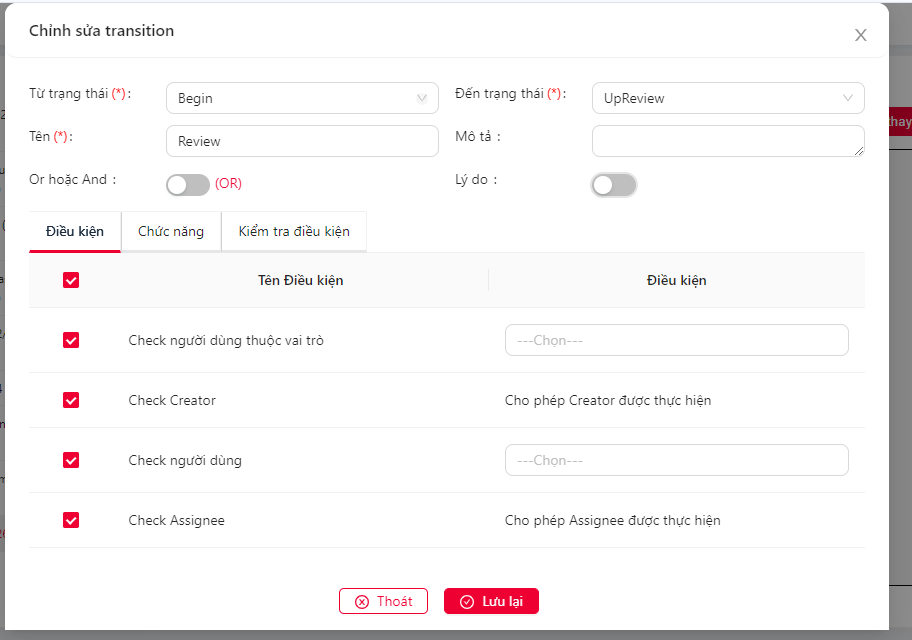 Chỉnh sửa transition
Từ trạng thái (*) :
Begin
Đến trạng thái (*) :
UpReview
Tên (*) :
Review
Mô tả :
Or hoặc And :
(OR)
Lý do :
Điều kiện
Chức năng
Kiểm tra điều kiện
Tên Điều kiện
Điều kiện
Check người dùng thuộc vai trò
---Chọn---
Check Creator
Cho phép Creator được thực hiện
Check người dùng
---Chọn---
Check Assignee
Cho phép Assignee được thực hiện
Thoát
Lưu lại
hay